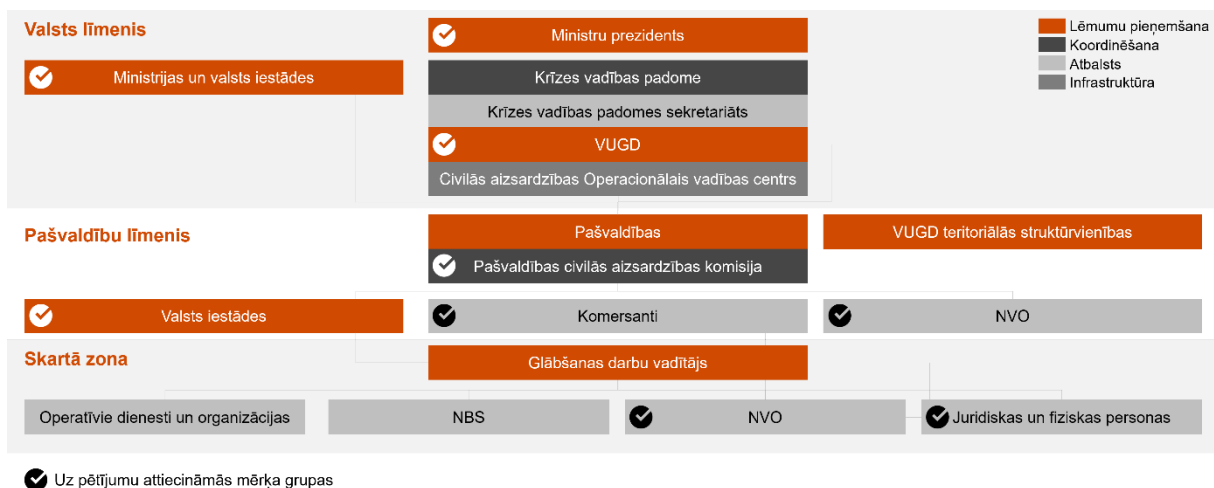 Valsts līmenis
Ministru prezidents
Lēmumu pieņemšana
Koordinēšana
Atbalsts
Infrastruktūra
Ministrijas un valsts iestādes
Krīzes vadības padome
Krīzes vadības padomes sekretariāts
VUGD
Civilās aizsardzības Operacionālais vadības centrs
Pašvaldību līmenis
Pašvaldības
VUGD teritoriālās struktūrvienības
Pašvaldības civilās aizsardzības komisija
Valsts iestādes
Komersanti
NVO
Skartā zona
Glābšanas darbu vadītājs
Operatīvie dienesti un organizācijas
NBS
NVO
Juridiskas un fiziskas personas
Uz pētījumu attiecināmās mērķa grupas